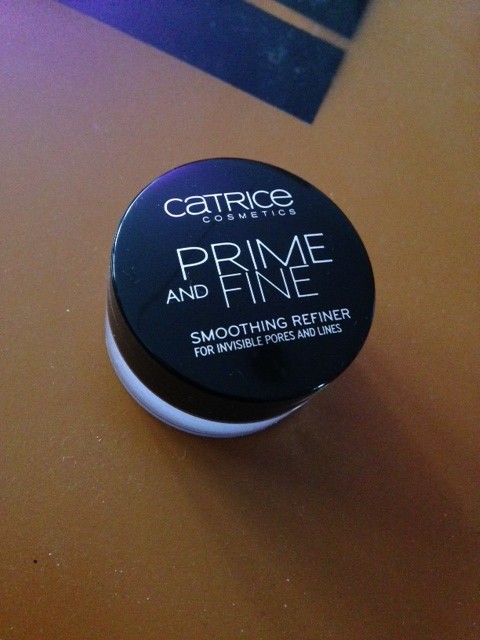 CATRICE
COSMETICS
PRIME
AND FINE
SMOOTHING REFINER
FOR INVISIBLE PORES AND LINES